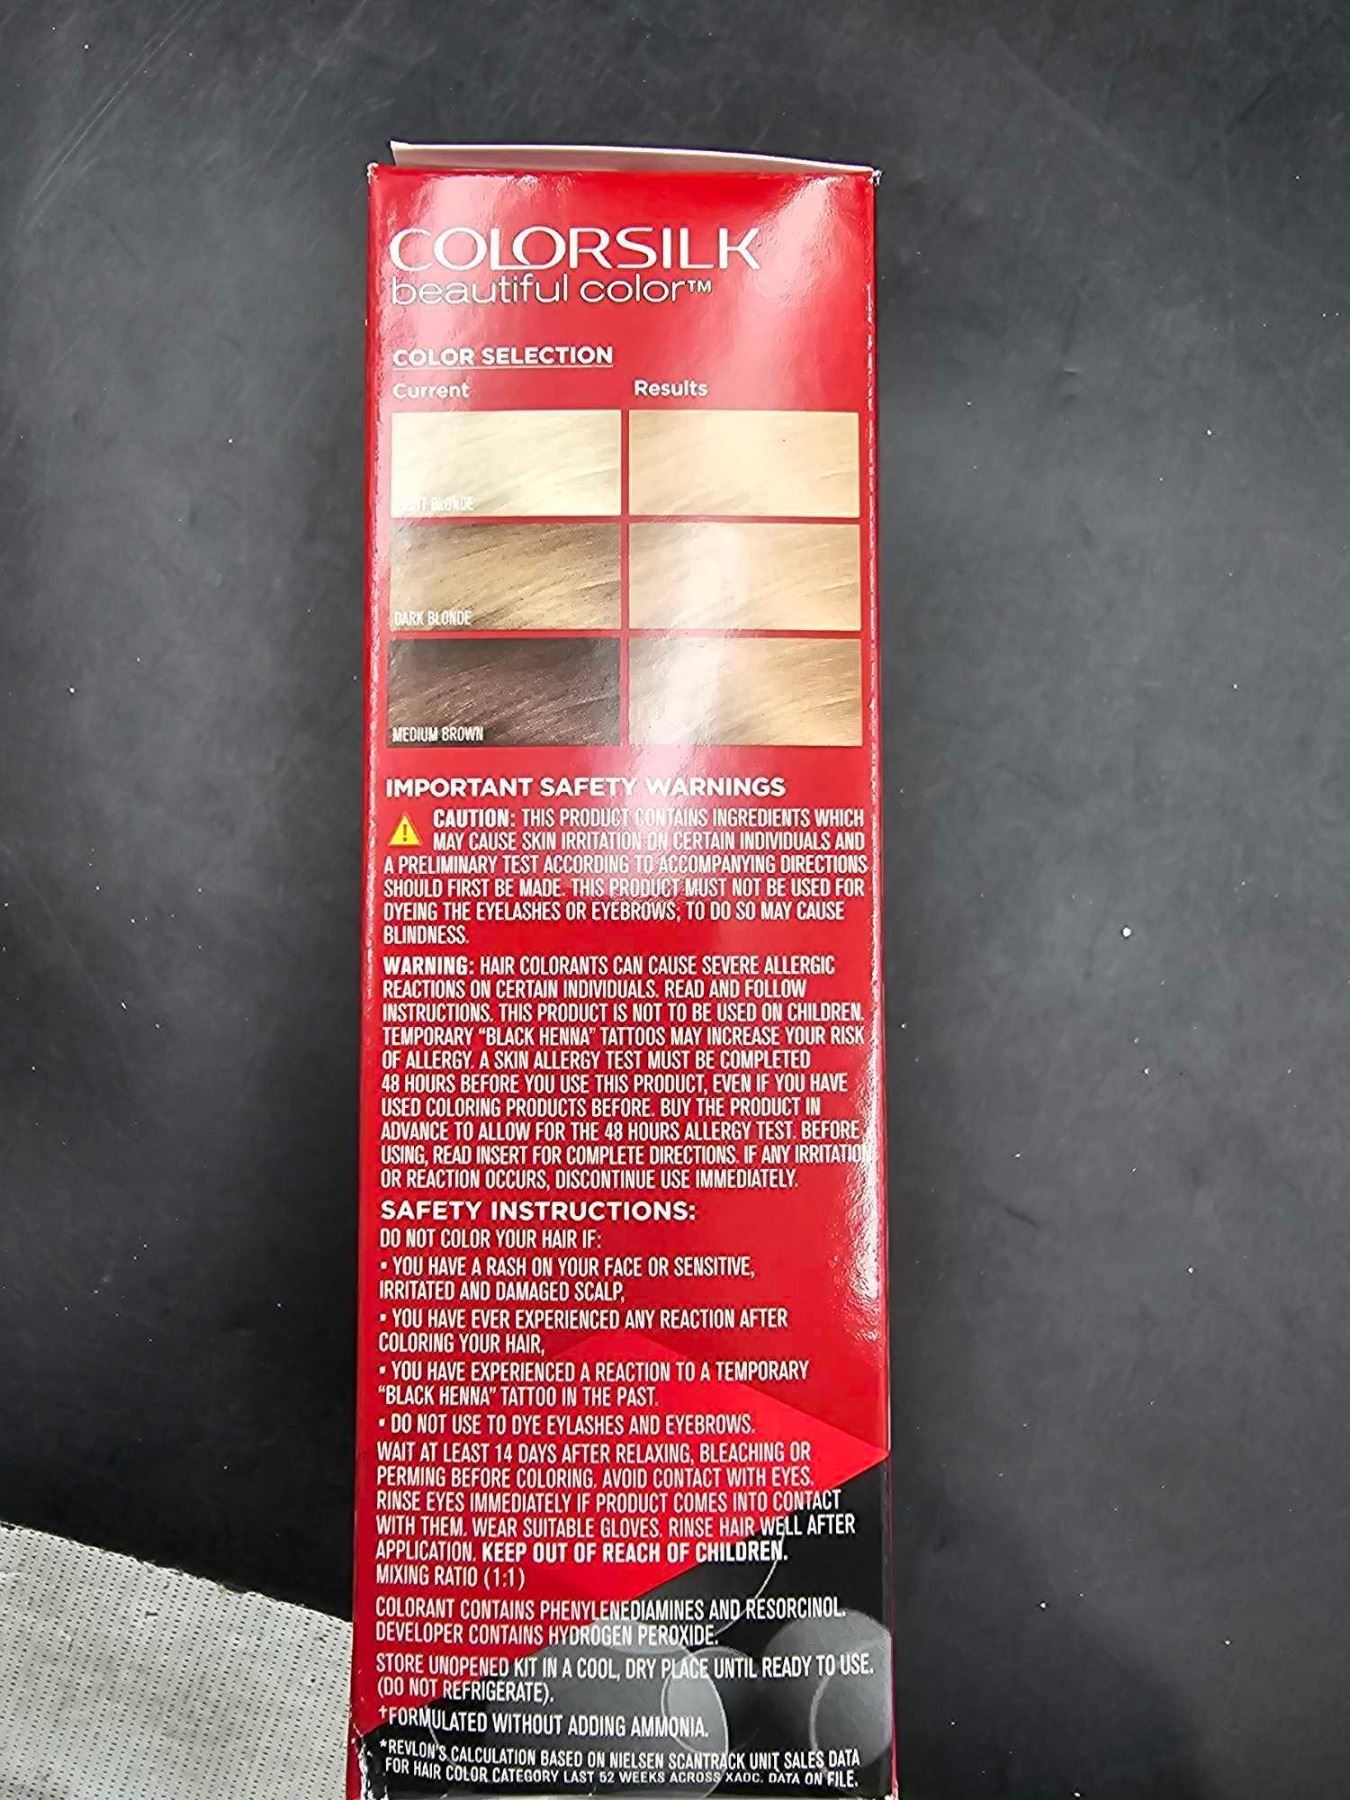 COLORSILK
beautiful color™
COLOR SELECTION
Current Results
BLONDE
DARK BLONDE
MEDIUM BROWN
IMPORTANT SAFETY WARNINGS
CAUTION: THIS PRODUCT CONTAINS INGREDIENTS WHICH
MAY CAUSE SKIN IRRITATION ON CERTAIN INDIVIDUALS AND
A PRELIMINARY TEST ACCORDING TO ACCOMPANYING DIRECTIONS
SHOULD FIRST BE MADE. THIS PRODUCT MUST NOT BE USED FOR
DYEING THE EYELASHES OR EYEBROWS; TO DO SO MAY CAUSE
BLINDNESS.
WARNING: HAIR COLORANTS CAN CAUSE SEVERE ALLERGIC
REACTIONS ON CERTAIN INDIVIDUALS. READ AND FOLLOW
INSTRUCTIONS. THIS PRODUCT IS NOT TO BE USED ON CHILDREN.
TEMPORARY “BLACK HENNA” TATTOOS MAY INCREASE YOUR RISK
OF ALLERGY. A SKIN ALLERGY TEST MUST BE COMPLETED
48 HOURS BEFORE YOU USE THIS PRODUCT, EVEN IF YOU HAVE
USED COLORING PRODUCTS BEFORE. BUY THE PRODUCT IN
ADVANCE TO ALLOW FOR THE 48 HOURS ALLERGY TEST. BEFORE
USING, READ INSERT FOR COMPLETE DIRECTIONS. IF ANY IRRITATION
OR REACTION OCCURS, DISCONTINUE USE IMMEDIATELY.
SAFETY INSTRUCTIONS:
DO NOT COLOR YOUR HAIR IF:
• YOU HAVE A RASH ON YOUR FACE OR SENSITIVE,
IRRITATED AND DAMAGED SCALP,
• YOU HAVE EVER EXPERIENCED ANY REACTION AFTER
COLORING YOUR HAIR,
• YOU HAVE EXPERIENCED A REACTION TO A TEMPORARY
“BLACK HENNA” TATTOO IN THE PAST.
• DO NOT USE TO DYE EYLASHES AND EYEBROWS.
WAIT AT LEAST 14 DAYS AFTER RELAXING, BLEACHING OR
PERMING BEFORE COLORING. AVOID CONTACT WITH EYES.
RINSE EYES IMMEDIATELY IF PRODUCT COMES INTO CONTACT
WITH THEM. WEAR SUITABLE GLOVES. RINSE HAIR WELL AFTER
APPLICATION. KEEP OUT OF REACH OF CHILDREN.
MIXING RATIO (1:1)
COLORANT CONTAINS PHENYLENEDIAMINES AND RESORCINOL.
DEVELOPER CONTAINS HYDROGEN PEROXIDE.
STORE UNOPENED KIT IN A COOL, DRY PLACE UNTIL READY TO USE.
(DO NOT REFRIGERATE).
†FORMULATED WITHOUT ADDING AMMONIA.
*REVLON'S CALCULATION BASED ON NIELSEN SCANTRACK UNIT SALES DATA
FOR HAIR COLOR CATEGORY LAST 52 WEEKS ACROSS XAOC. DATA ON FILE.